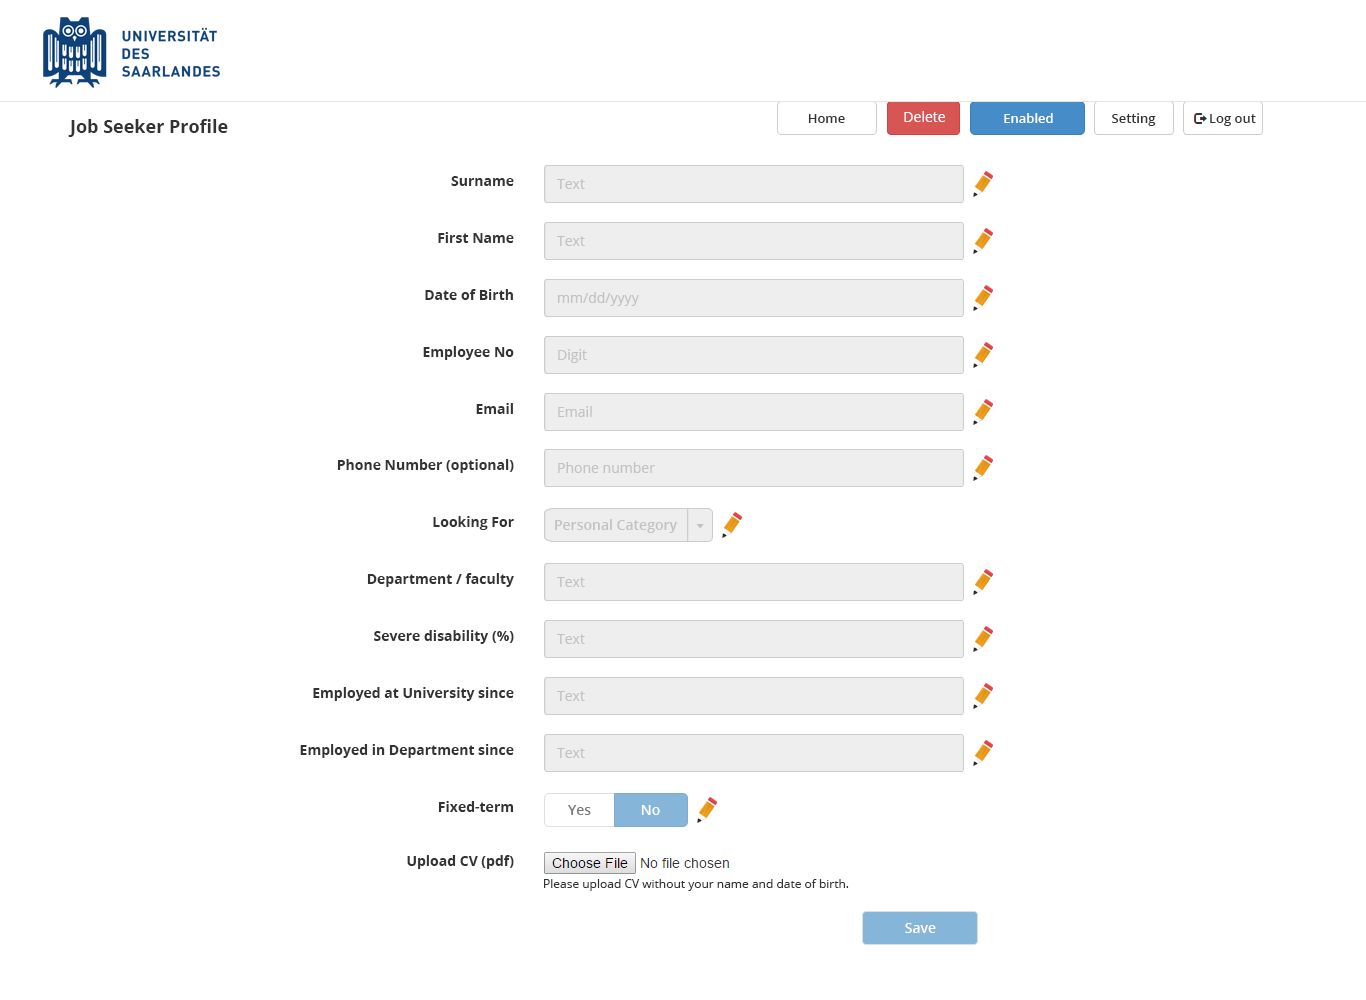 UNIVERSITÄT
DES
SAARLANDES
Job Seeker Profile
Home
Delete
Enabled
Setting
Log out
Surname
Text
First Name
Text
Date of Birth
mm/dd/yyyy
Employee No
Digit
Email
Email
Phone Number (optional)
Phone number
Looking For
Personal Category
Department / faculty
Text
Severe disability (%)
Text
Employed at University since
Text
Employed in Department since
Text
Fixed-term
Yes
No
Upload CV (pdf)
Choose File No file chosen
Please upload CV without your name and date of birth.
Save